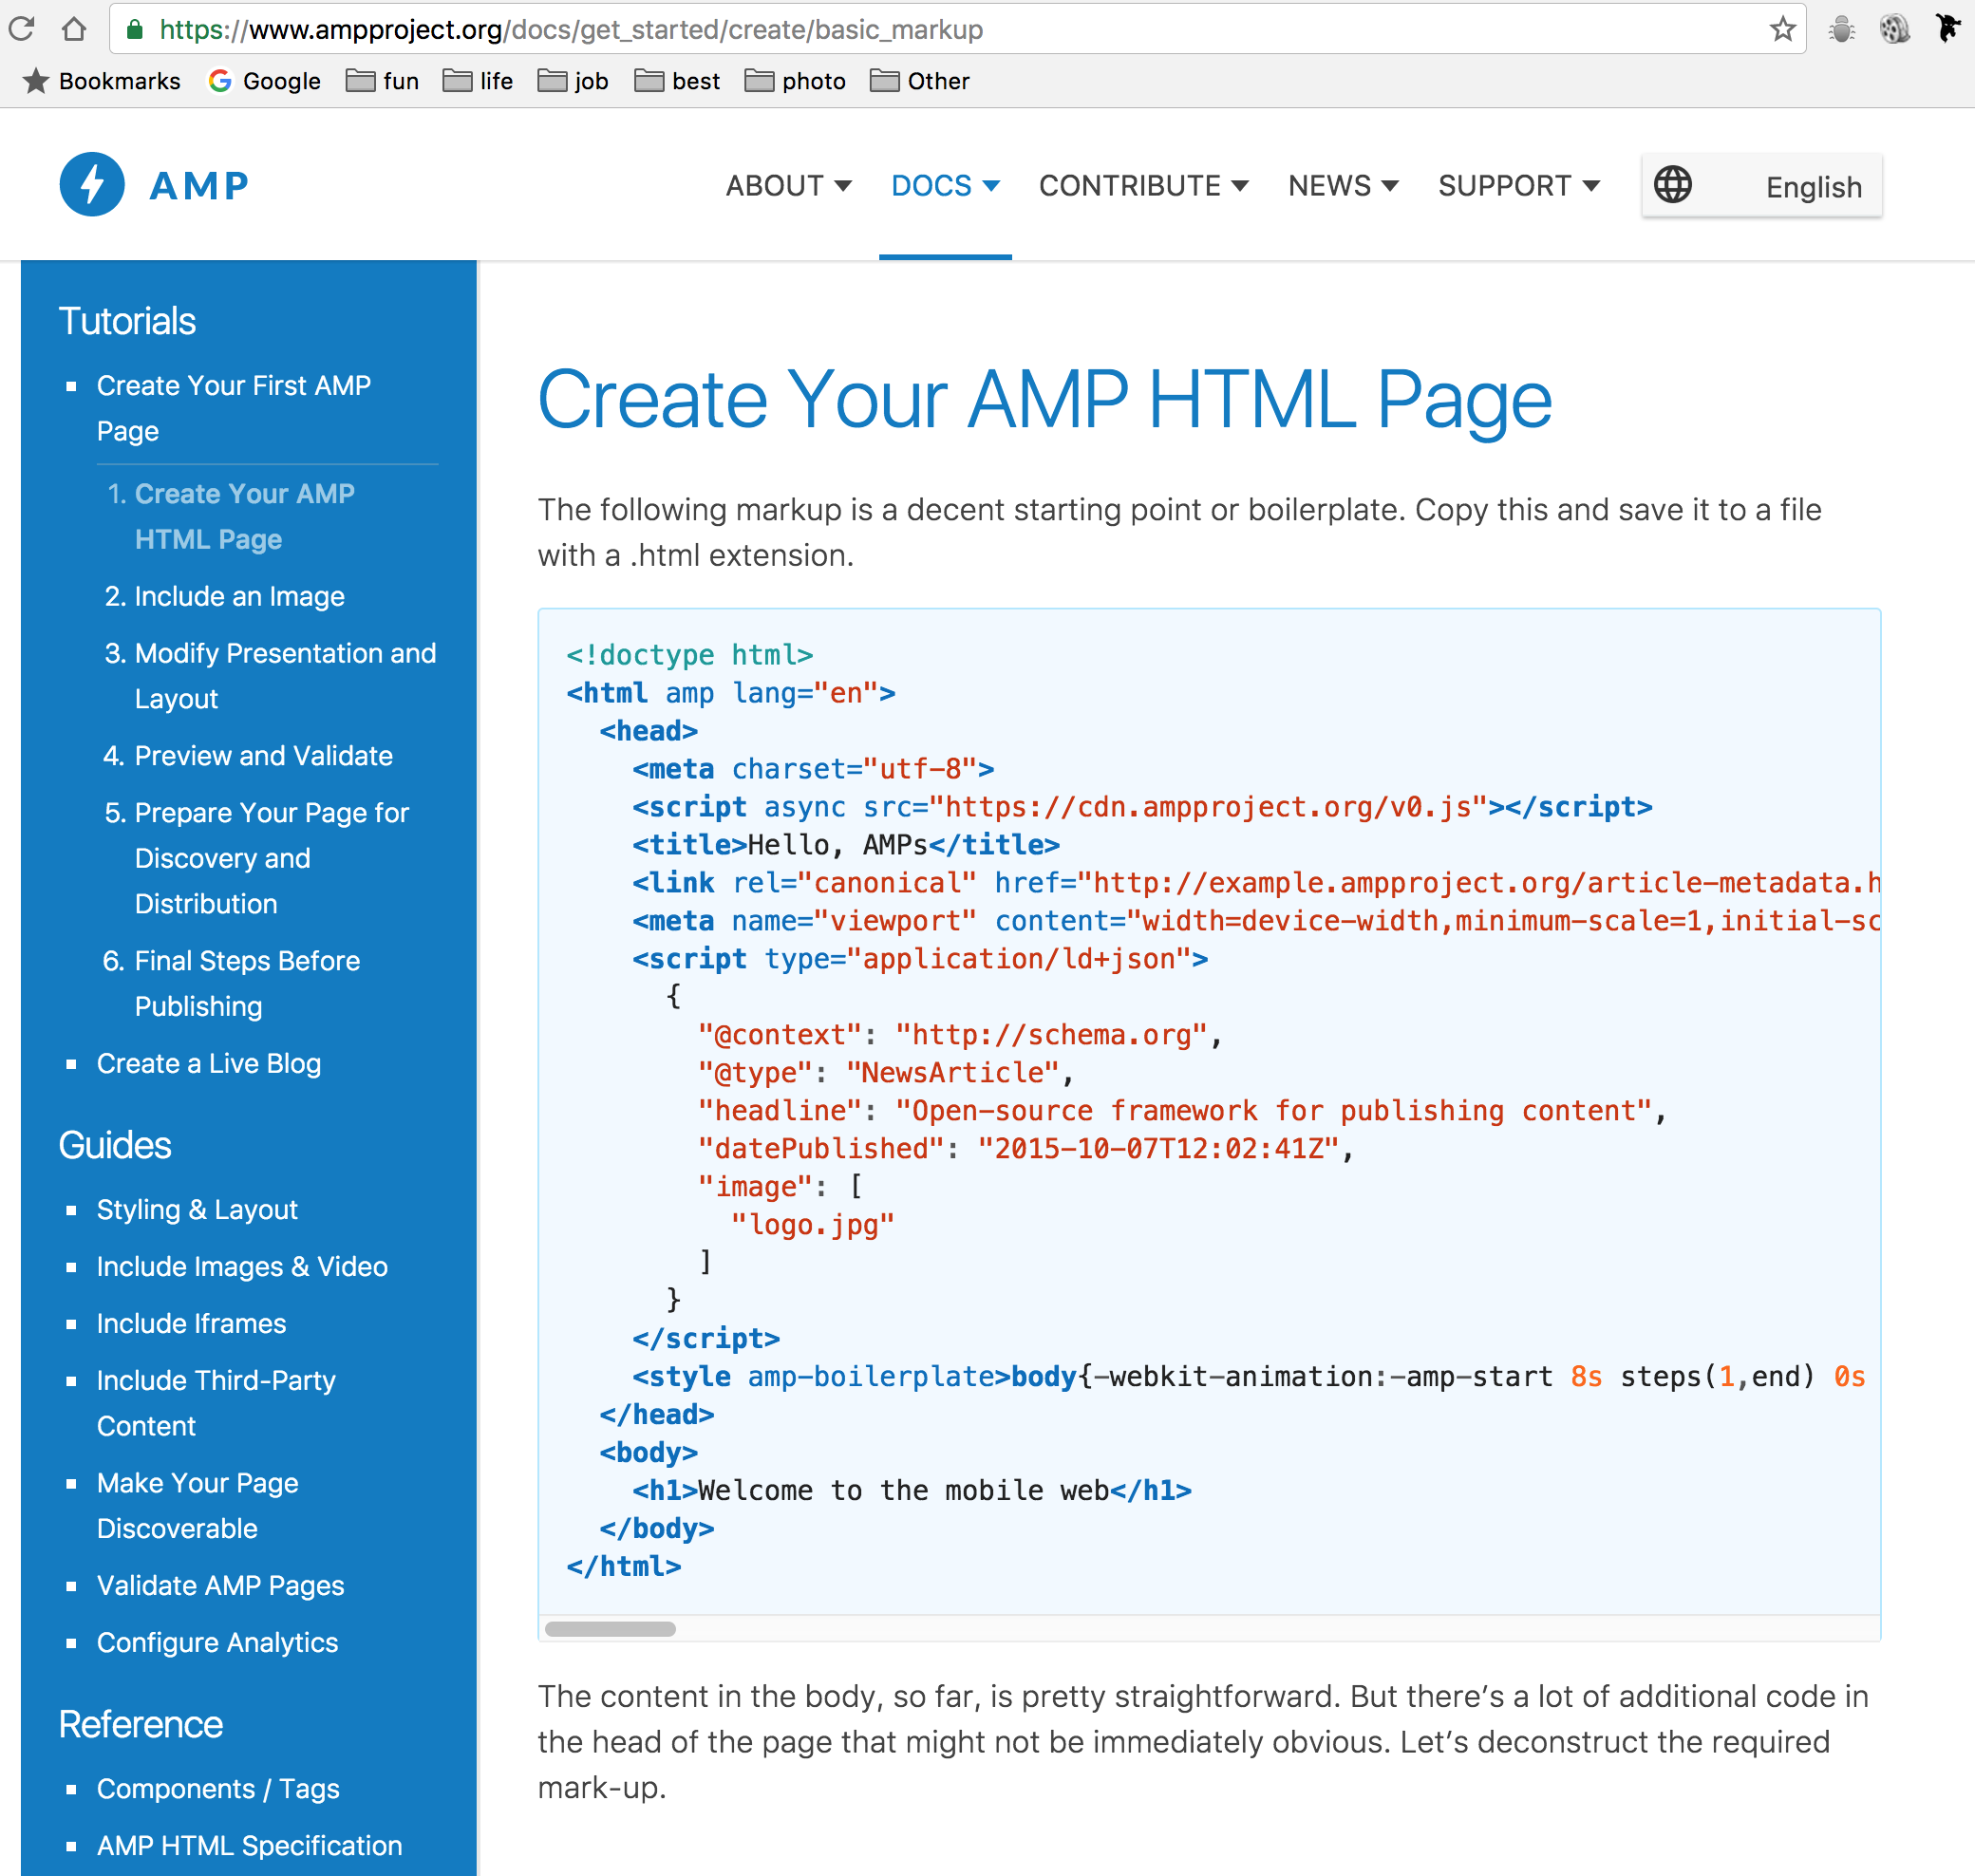 https://www.ampproject.org/docs/get_started/create/basic_markup
Bookmarks Google fun life job best photo Other
AMP
ABOUT DOCS CONTRIBUTE NEWS SUPPORT English
Tutorials
Create Your First AMP
Page
1. Create Your AMP
HTML Page
2. Include an Image
3. Modify Presentation and
Layout
4. Preview and Validate
5. Prepare Your Page for
Discovery and
Distribution
6. Final Steps Before
Publishing
Create a Live Blog
Guides
Styling & Layout
Include Images & Video
Include Iframes
Include Third-Party
Content
Make Your Page
Discoverable
Validate AMP Pages
Configure Analytics
Reference
Components / Tags
AMP HTML Specification
Create Your AMP HTML Page
The following markup is a decent starting point or boilerplate. Copy this and save it to a file
with a .html extension.
<!doctype html>
<html amp lang="en">
  <head>
    <meta charset="utf-8">
    <script async src="https://cdn.ampproject.org/v0.js"></script>
    <title>Hello, AMPs</title>
    <link rel="canonical" href="http://example.ampproject.org/article-metadata.h
    <meta name="viewport" content="width=device-width,minimum-scale=1,initial-sc
    <script type="application/ld+json">
      {
        "@context": "http://schema.org",
        "@type": "NewsArticle",
        "headline": "Open-source framework for publishing content",
        "datePublished": "2015-10-07T12:02:41Z",
        "image": [
          "logo.jpg"
        ]
      }
    </script>
    <style amp-boilerplate>body{-webkit-animation:-amp-start 8s steps(1,end) 0s
  </head>
  <body>
    <h1>Welcome to the mobile web</h1>
  </body>
</html>
The content in the body, so far, is pretty straightforward. But there’s a lot of additional code in
the head of the page that might not be immediately obvious. Let’s deconstruct the required
mark-up.